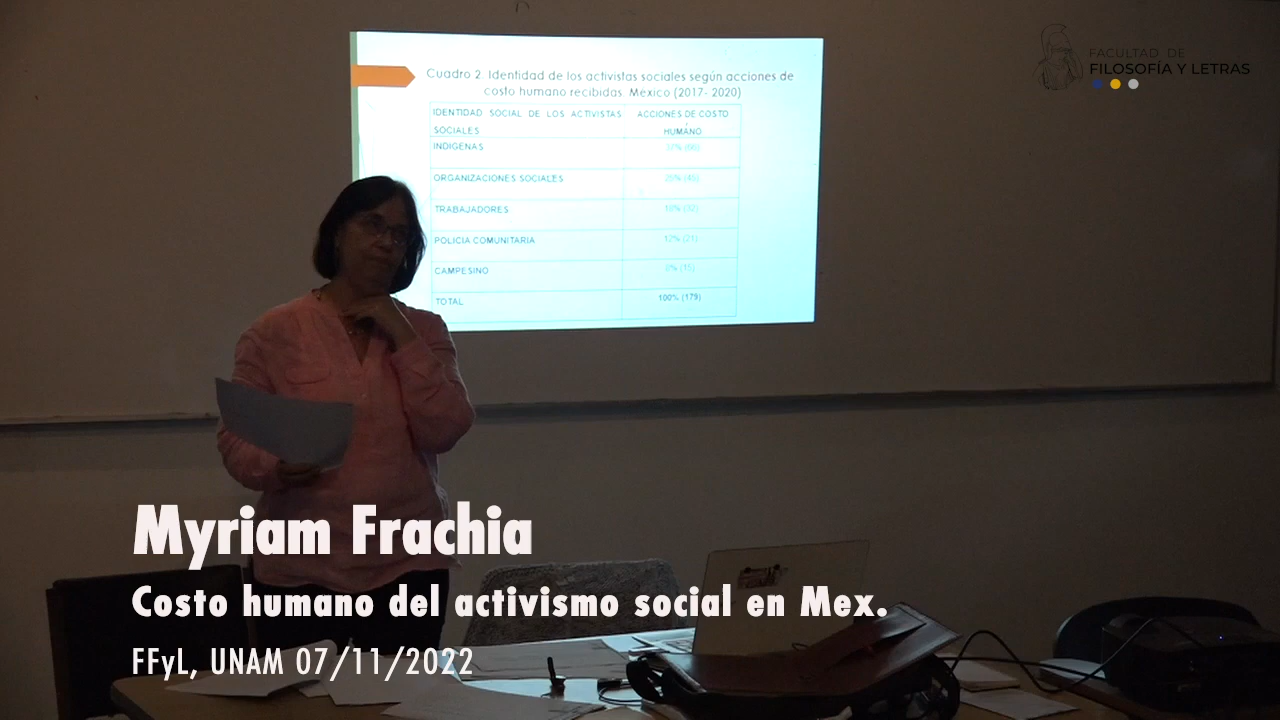 FACULTAD DE
FILOSOFÍA Y LETRAS
Cuadro 2. Identidad de los activistas sociales según acciones de
costo humano recibidas. México (2017- 2020)
IDENTIDAD SOCIAL DE LOS ACTIVISTAS SOCIALES
ACCIONES DE COSTO HUMANO
INDIGENAS
ORGANIZACIONES SOCIALES
TRABAJADORES
POLICIA COMUNITARIA 12% (21)
CAMPESINO
TOTAL 100% (179)
Myriam Frachia
Costo humano del activismo social en Mex.
FFyL, UNAM 07/11/2022